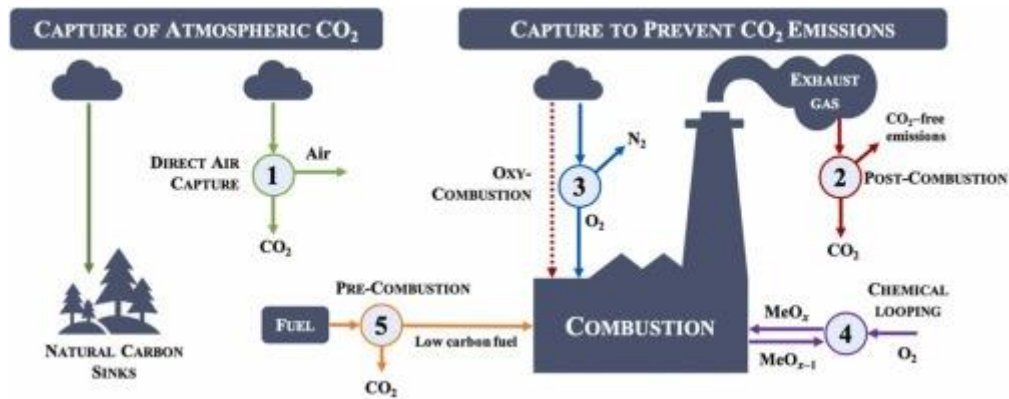 CAPTURE OF ATMOSPHERIC CO2
CAPTURE TO PREVENT CO2 EMISSIONS
EXHAUST
GAS
CO2–free
emissions
DIRECT AIR
CAPTURE
1
Air
CO2
OXY-
COMBUSTION
3
N2
O2
2
POST-COMBUSTION
CO2
NATURAL CARBON
SINKS
PRE-COMBUSTION
FUEL
5
Low carbon fuel
CO2
COMBUSTION
CHEMICAL
LOOPING
MeOx
MeOx–1
4
O2